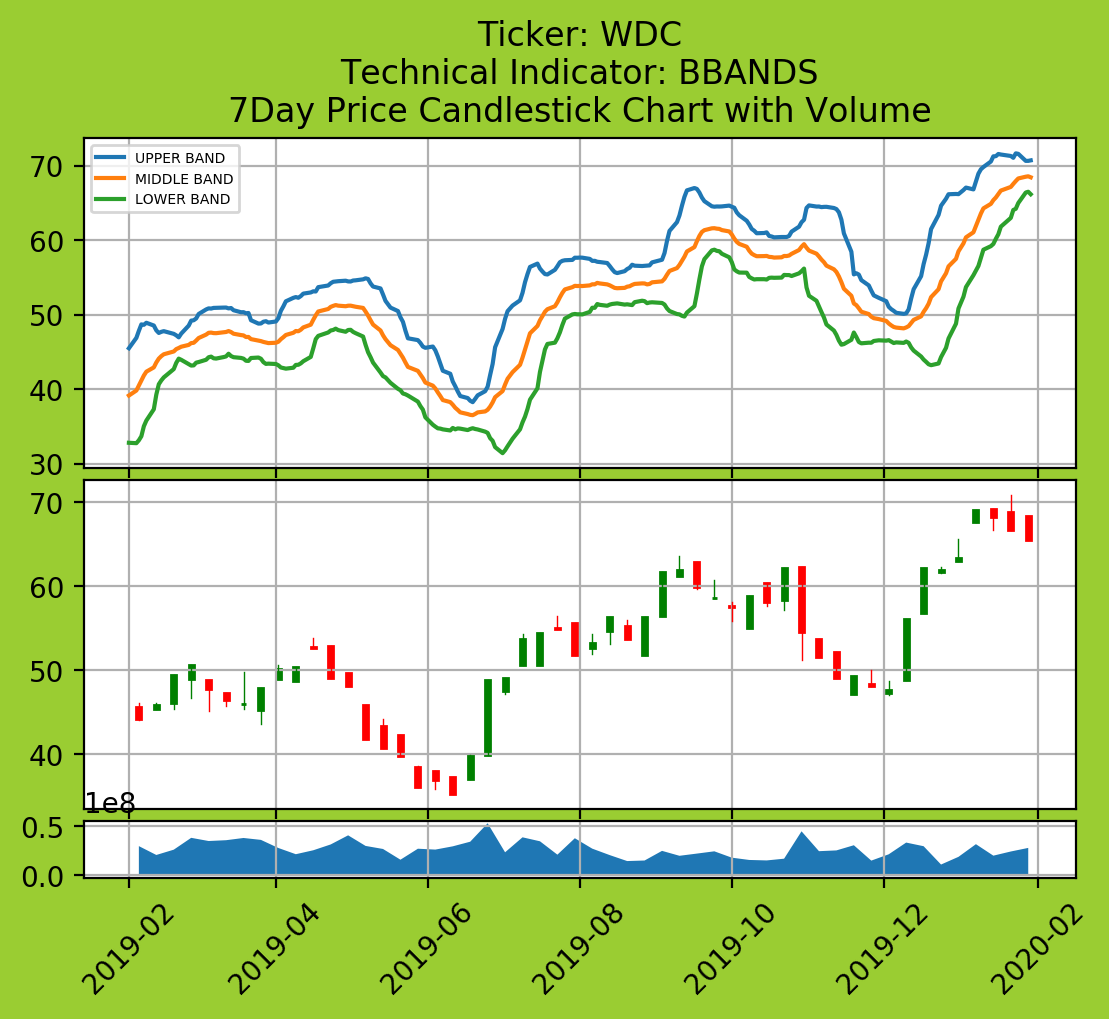 Ticker: WDC
Technical Indicator: BBANDS
7Day Price Candlestick Chart with Volume
UPPER BAND
MIDDLE BAND
LOWER BAND
70
60
50
40
30
70
60
50
40
1e8
0.5
0.0
2019-02
2019-04
2019-06
2019-08
2019-10
2019-12
2020-02